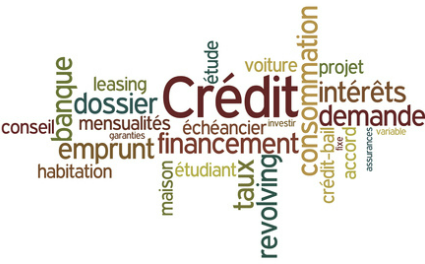 étude
consommation
voiture
projet
banque
leasing
Crédit
intérêts
dossier
demande
conseil
mensualités
échéancier
investir
garanties
fixe
variable
emprunt
financement
crédit-bail
accord
assurances
habitation
maison
étudiant
taux
revolving